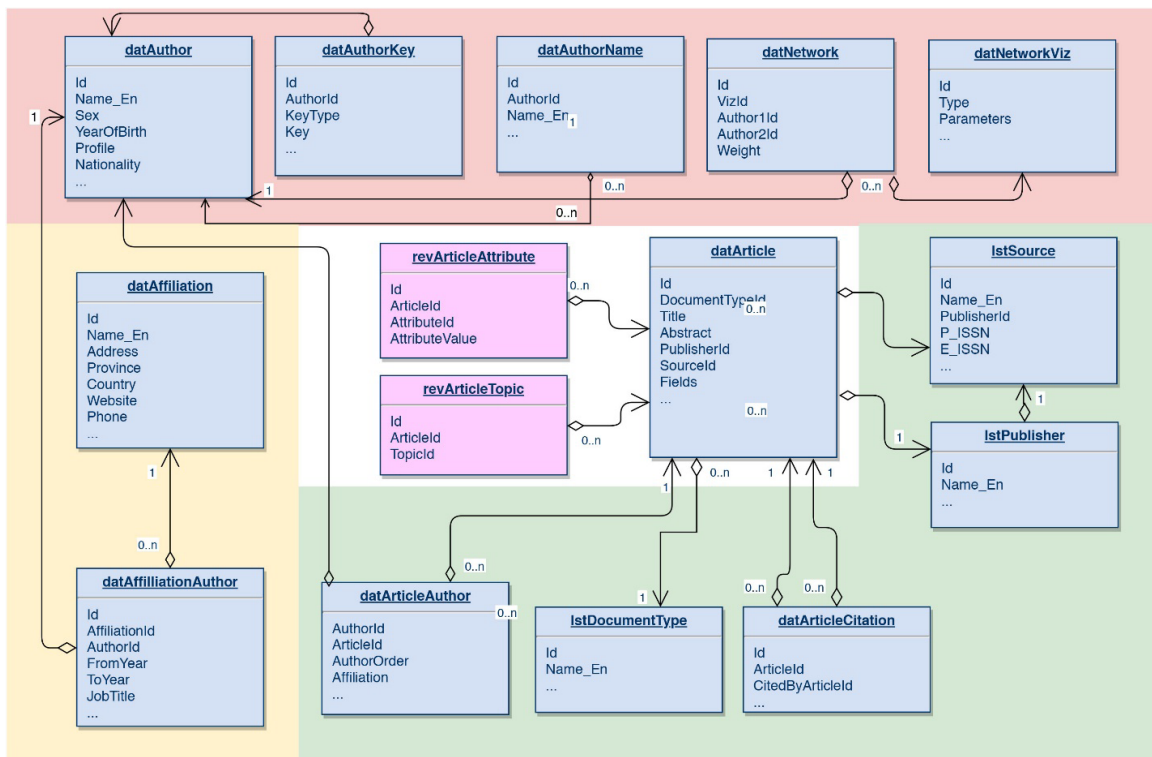 datAuthor
Id
Name_En
Sex
YearOfBirth
Profile
Nationality
...
datAuthorKey
Id
AuthorId
KeyType
Key
...
datAuthorName
Id
AuthorId
Name_En
...
1
datNetwork
Id
VizId
Author1Id
Author2Id
Weight
datNetworkViz
Id
Type
Parameters
...
1
1
0..n
0..n
0..n
datAffiliation
Id
Name_En
Address
Province
Country
Website
Phone
...
1
0..n
datAffilliationAuthor
Id
AffiliationId
AuthorId
FromYear
ToYear
JobTitle
...
revArticleAttribute
Id
ArticleId
AttributeId
AttributeValue
0..n
revArticleTopic
Id
ArticleId
TopicId
0..n
datArticle
Id
DocumentTypeId
0..n
Title
Abstract
PublisherId
SourceId
Fields
...
0..n
lstSource
Id
Name_En
PublisherId
P_ISSN
E_ISSN
...
1
1
lstPublisher
Id
Name_En
...
1
0..n
1
1
0..n
0..n
0..n
1
datArticleAuthor
0..n
AuthorId
ArticleId
AuthorOrder
Affiliation
...
lstDocumentType
Id
Name_En
...
datArticleCitation
Id
ArticleId
CitedByArticleId
...